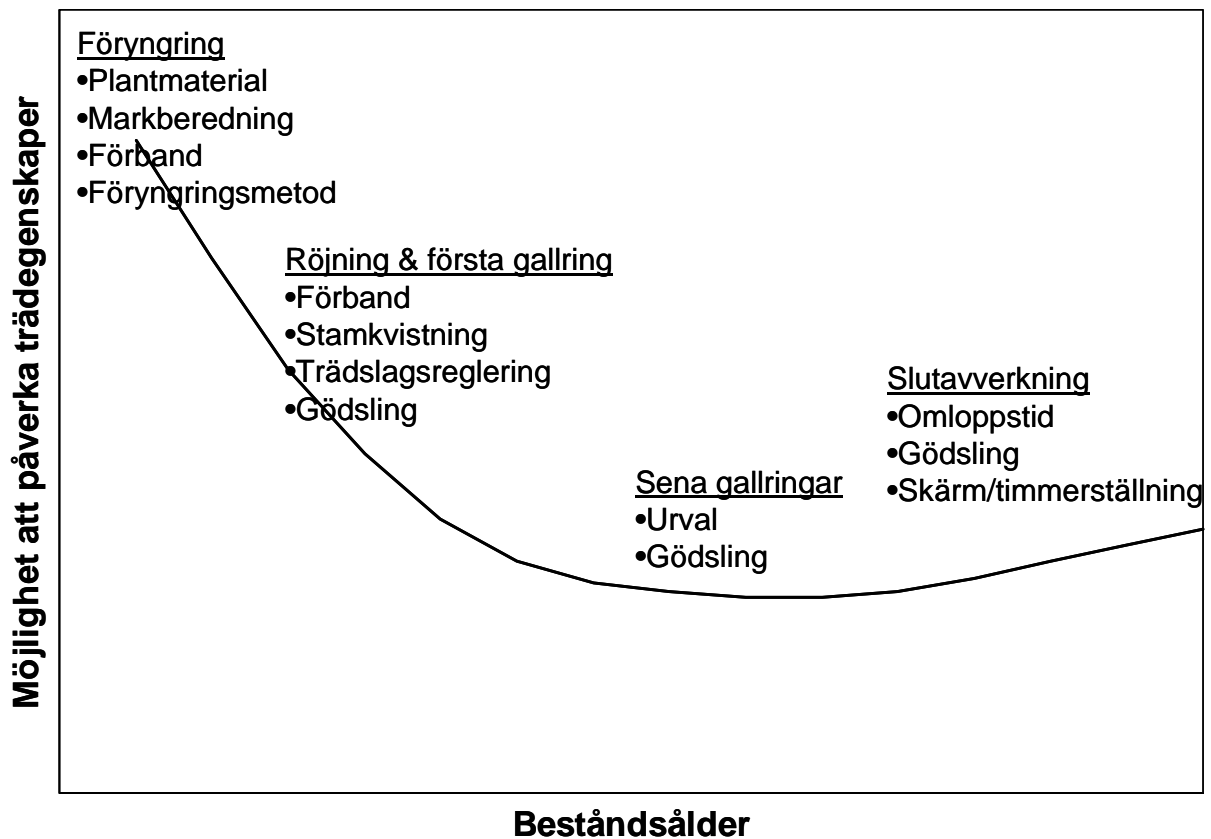 Föryngring
•Plantmaterial
•Markberedning
•Förband
•Föryngringsmetod
Röjning & första gallring
•Förband
•Stamkvistning
•Trädslagsreglering
•Gödsling
Sena gallringar
•Urval
•Gödsling
Slutavverkning
•Omloppstid
•Gödsling
•Skärm/timmerställning
Möjlighet att påverka trädegenskaper
Beståndsålder